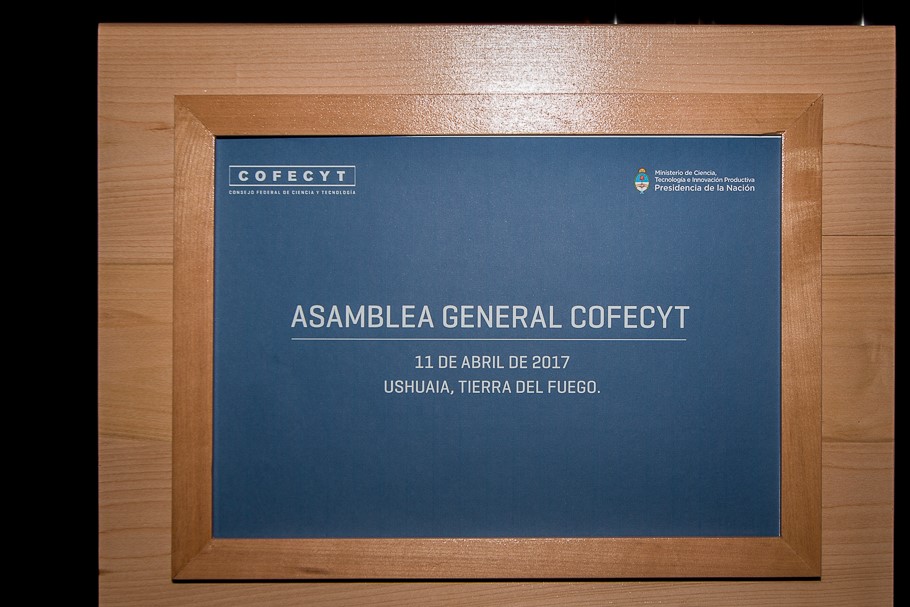 COFECYT
CONSEJO FEDERAL DE CIENCIA Y TECNOLOGÍA
Ministerio de Ciencia,
Tecnología e Innovación Productiva
Presidencia de la Nación
ASAMBLEA GENERAL COFECYT
11 DE ABRIL DE 2017
USHUAIA, TIERRA DEL FUEGO.